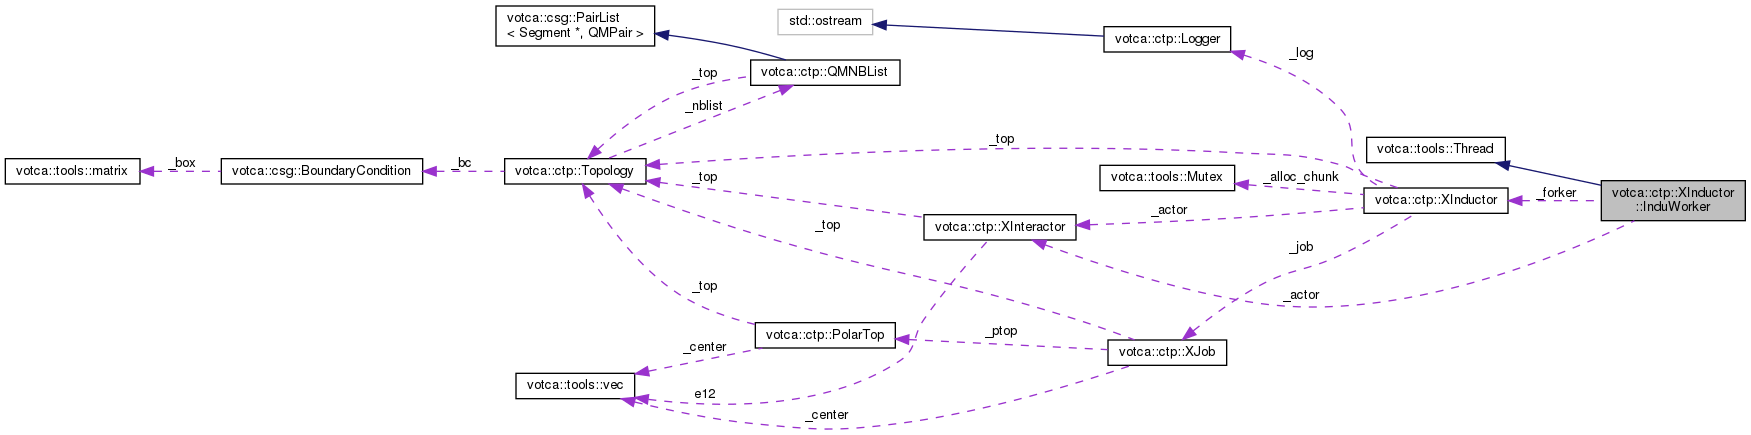 votca::csg::PairList
< Segment *, QMPair >
std::ostream
votca::ctp::Logger
_log
votca::ctp::QMNBList
_top
_nblist
_top
votca::tools::Thread
votca::tools::matrix
_box
votca::csg::BoundaryCondition
_bc
votca::ctp::Topology
_top
votca::tools::Mutex
_alloc_chunk
votca::ctp::XInductor
_forker
votca::ctp::XInductor
::InduWorker
_actor
votca::ctp::XInteractor
_top
_job
_top
_actor
votca::ctp::PolarTop
_ptop
_center
votca::ctp::XJob
votca::tools::vec
e12
_center